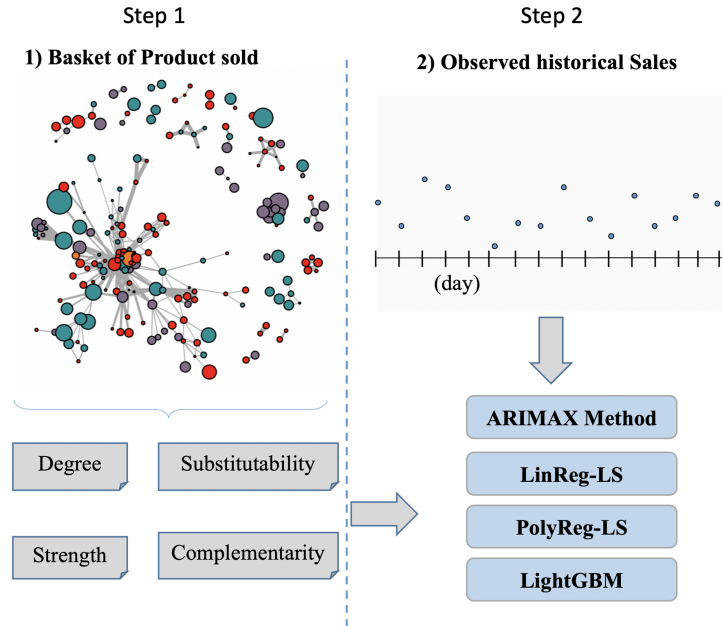 Step 1
Step 2
1) Basket of Product sold
2) Observed historical Sales
(day)
Degree
Substitutability
Strength
Complementarity
ARIMAX Method
LinReg-LS
PolyReg-LS
LightGBM